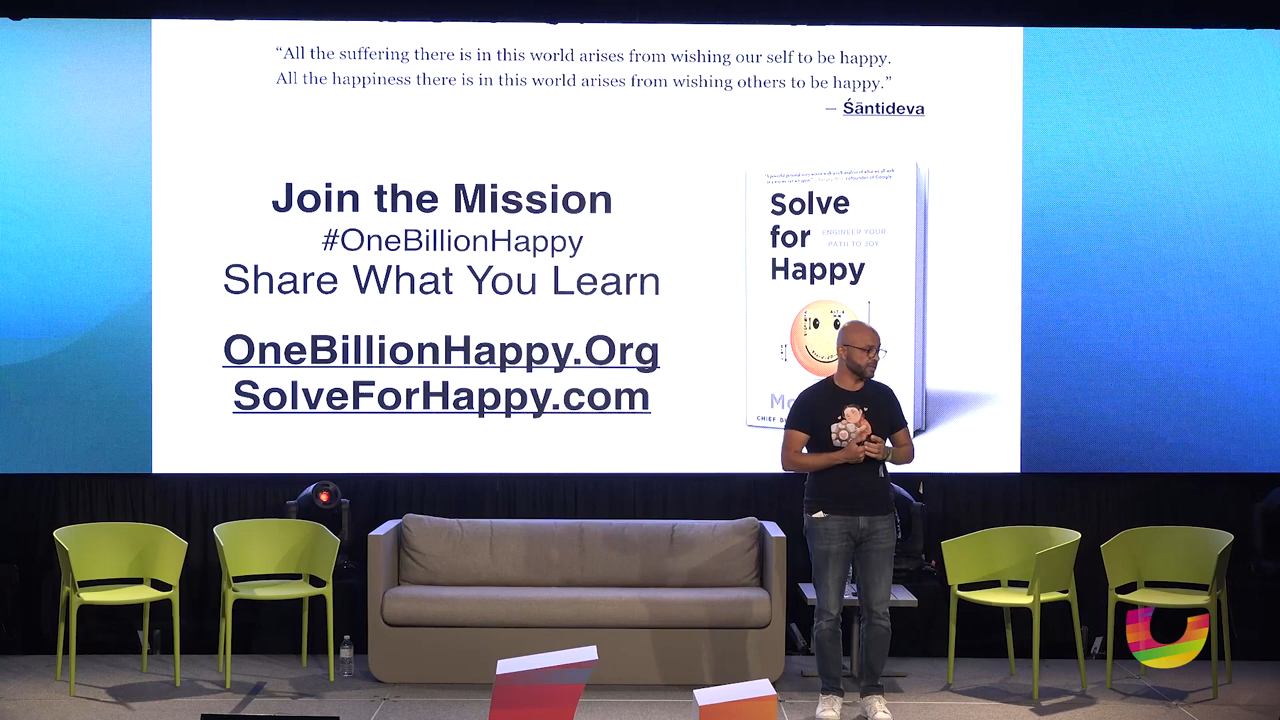 “All the suffering there is in this world arises from wishing our self to be happy.
All the happiness there is in this world arises from wishing others to be happy.”
— Śāntideva
Join the Mission
#OneBillionHappy
Share What You Learn
OneBillionHappy.Org
SolveForHappy.com
Solve
for
Happy
ENGINEER YOUR
PATH TO JOY
CHIEF